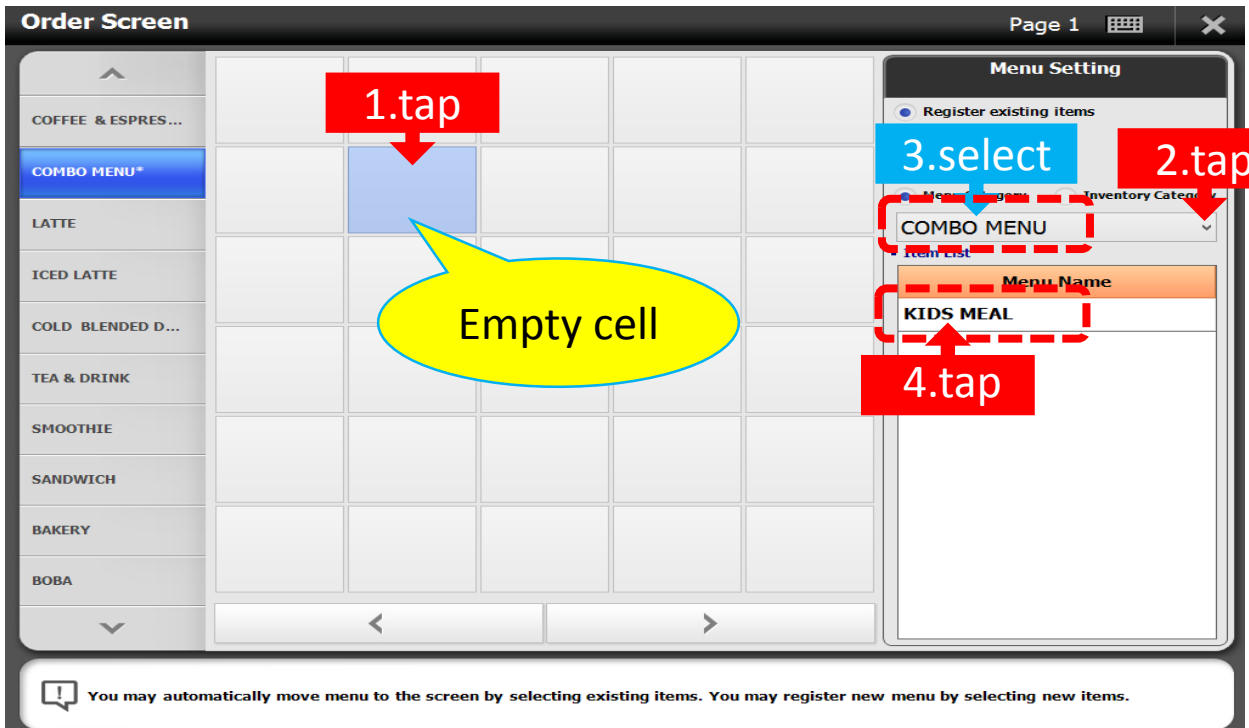 Order Screen
Page 1
COFFEE & ESPRES...
COMBO MENU*
LATTE
ICED LATTE
COLD BLENDED D...
TEA & DRINK
SMOOTHIE
SANDWICH
BAKERY
BOBA
1.tap
Empty cell
Menu Setting
Register existing items
3.select
2.tap
Inventory Category
COMBO MENU
Item List
Menu Name
KIDS MEAL
4.tap
You may automatically move menu to the screen by selecting existing items. You may register new menu by selecting new items.